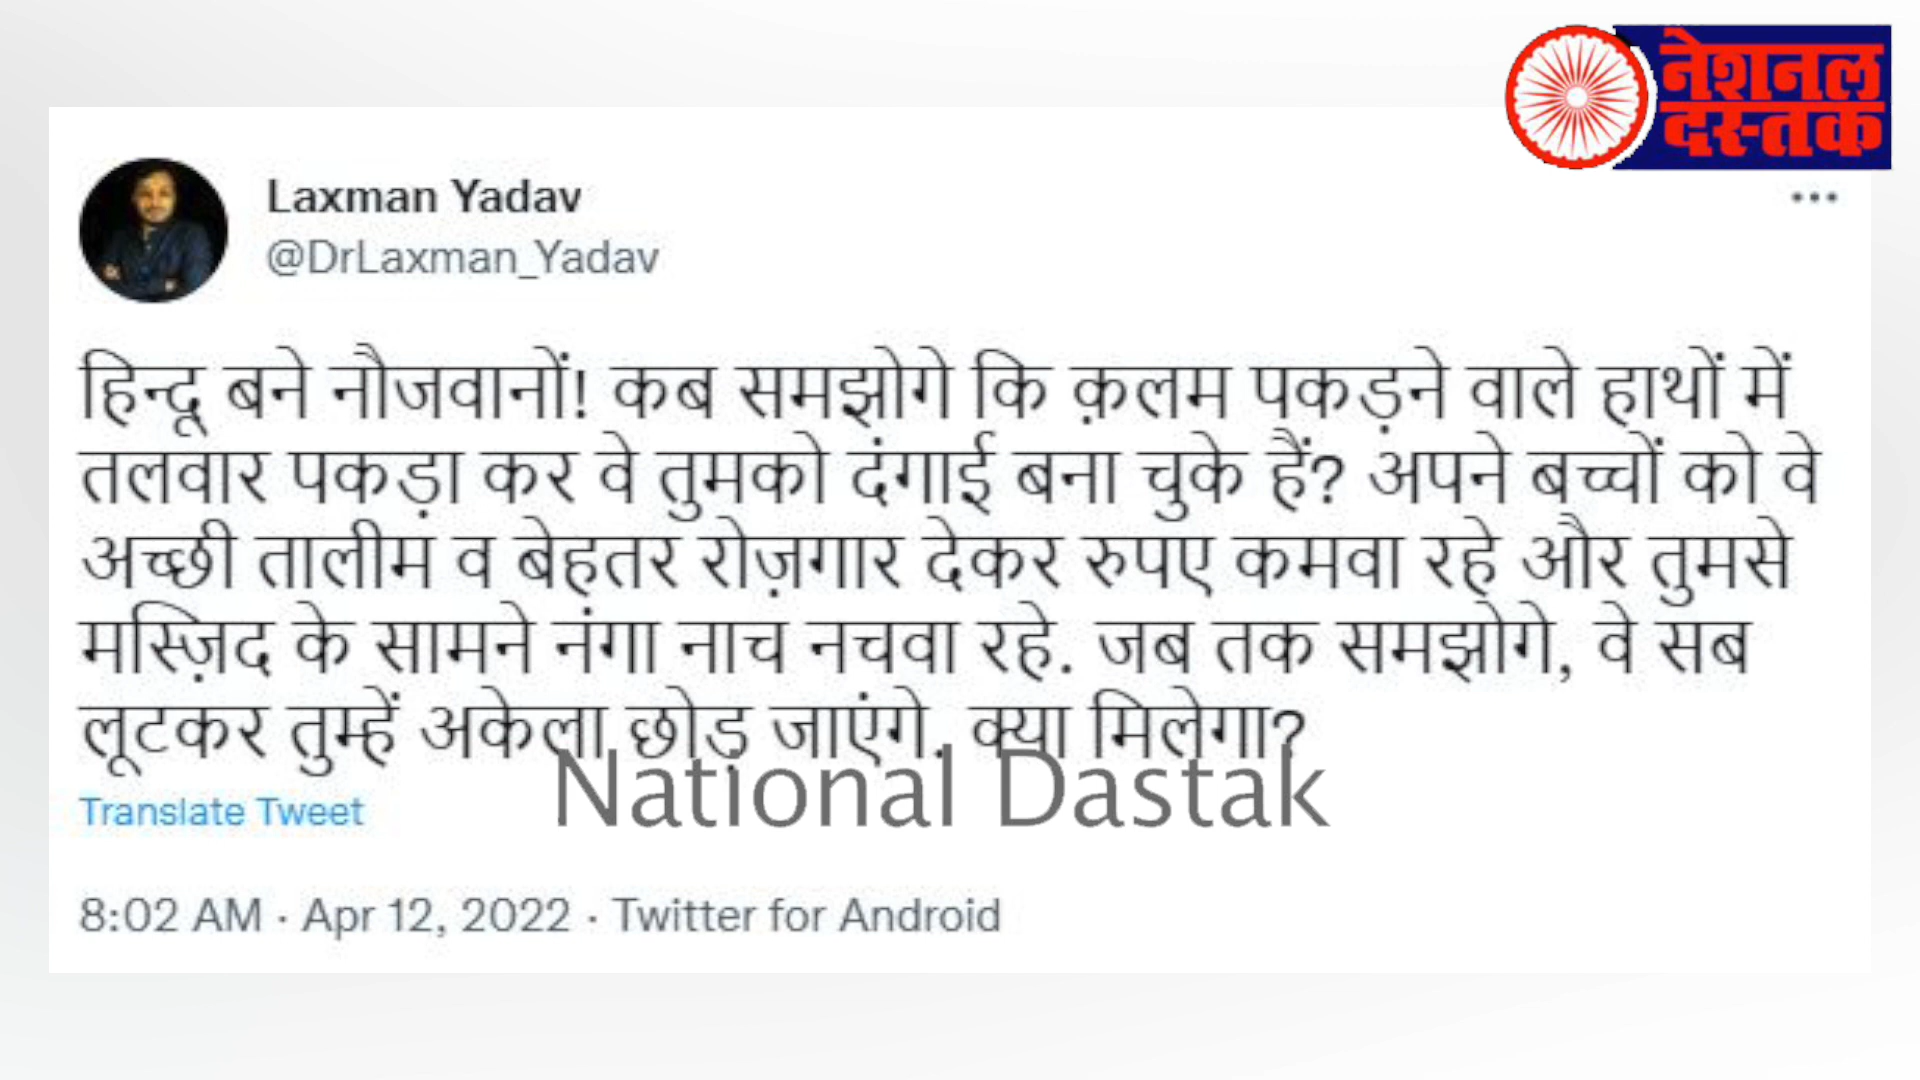 नेशनल
दस्तक
Laxman Yadav
@DrLaxman_Yadav
हिन्दू बने नौजवानों! कब समझोगे कि क़लम पकड़ने वाले हाथों में
तलवार पकड़ा कर वे तुमको दंगाई बना चुके हैं? अपने बच्चों को वे
अच्छी तालीम व बेहतर रोज़गार देकर रुपए कमवा रहे और तुमसे
मस्ज़िद के सामने नंगा नाच नचवा रहे. जब तक समझोगे, वे सब
लूटकर तुम्हें अकेला छोड़ जाएंगे. क्या मिलेगा?
National Dastak
Translate Tweet
8:02 AM · Apr 12, 2022 · Twitter for Android